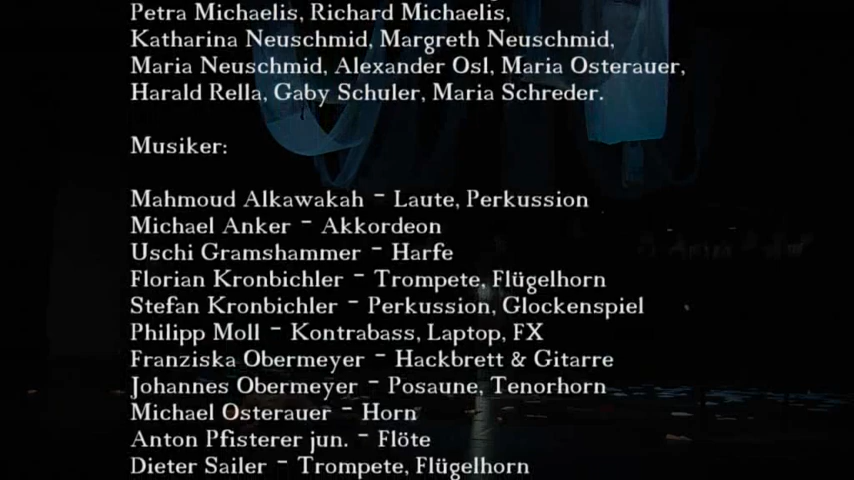 Petra Michaelis, Richard Michaelis,
Katharina Neuschmid, Margreth Neuschmid,
Maria Neuschmid, Alexander Osl, Maria Osterauer,
Harald Rella, Gaby Schuler, Maria Schreder.
Musiker:
Mahmoud Alkawakah - Laute, Perkussion
Michael Anker - Akkordeon
Uschi Gramshammer - Harfe
Florian Kronbichler - Trompete, Flügelhorn
Stefan Kronbichler - Perkussion, Glockenspiel
Philipp Moll - Kontrabass, Laptop, FX
Franziska Obermeyer - Hackbrett & Gitarre
Johannes Obermeyer - Posaune, Tenorhorn
Michael Osterauer - Horn
Anton Pfisterer jun. - Flöte
Dieter Sailer - Trompete, Flügelhorn